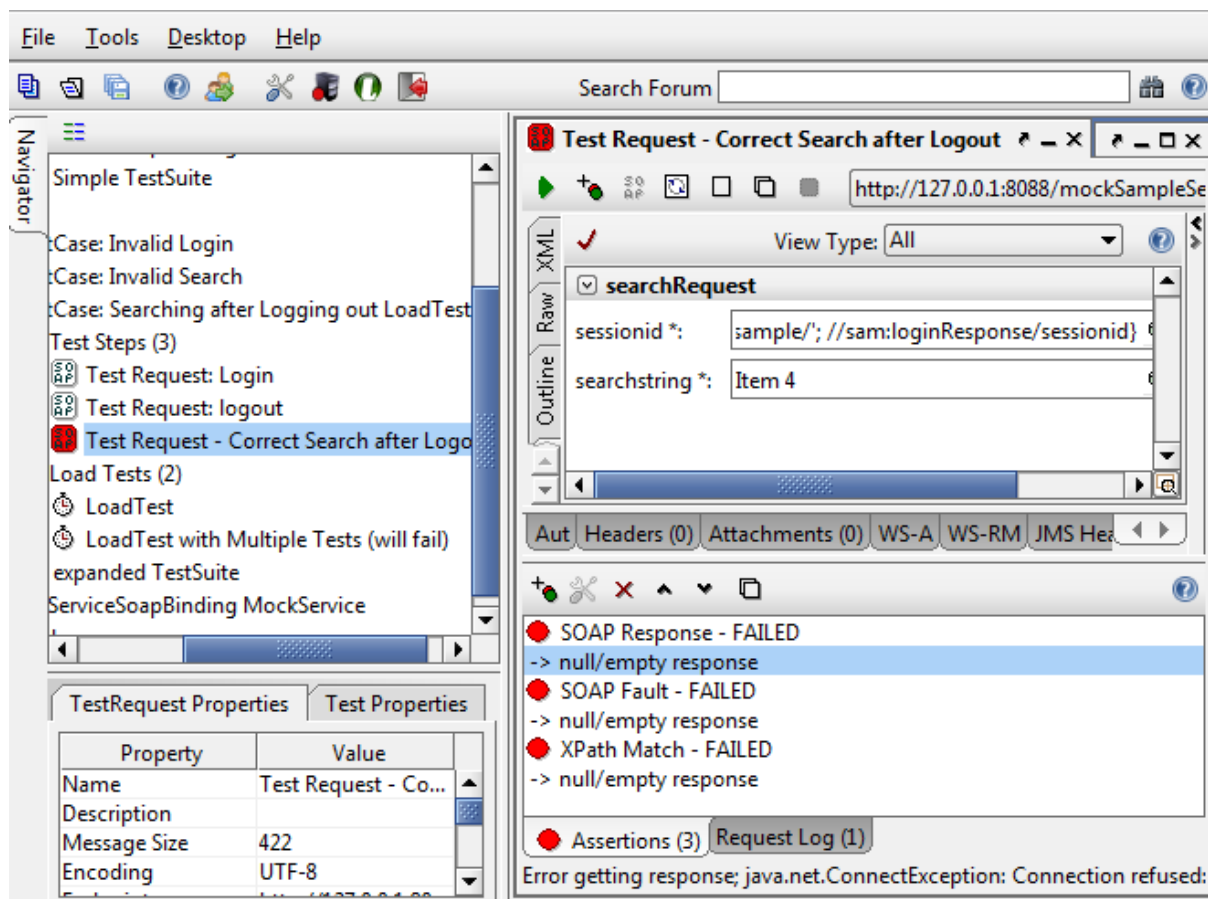 File Tools Desktop Help
Search Forum
Navigator
Simple TestSuite
tCase: Invalid Login
tCase: Invalid Search
tCase: Searching after Logging out LoadTest
Test Steps (3)
Test Request: Login
Test Request: logout
Test Request - Correct Search after Logo
Load Tests (2)
LoadTest
LoadTest with Multiple Tests (will fail)
expanded TestSuite
ServiceSoapBinding MockService
TestRequest Properties Test Properties
Property Value
Name Test Request - Co...
Description
Message Size 422
Encoding UTF-8
Test Request - Correct Search after Logout
http://127.0.0.1:8088/mockSampleSe
XML
Raw
Outline
View Type: All
searchRequest
sessionid *: sample/'; //sam:loginResponse/sessionid}
searchstring *: Item 4
Aut Headers (0) Attachments (0) WS-A WS-RM JMS Hea
SOAP Response - FAILED
-> null/empty response
SOAP Fault - FAILED
-> null/empty response
XPath Match - FAILED
-> null/empty response
Assertions (3) Request Log (1)
Error getting response; java.net.ConnectException: Connection refused: